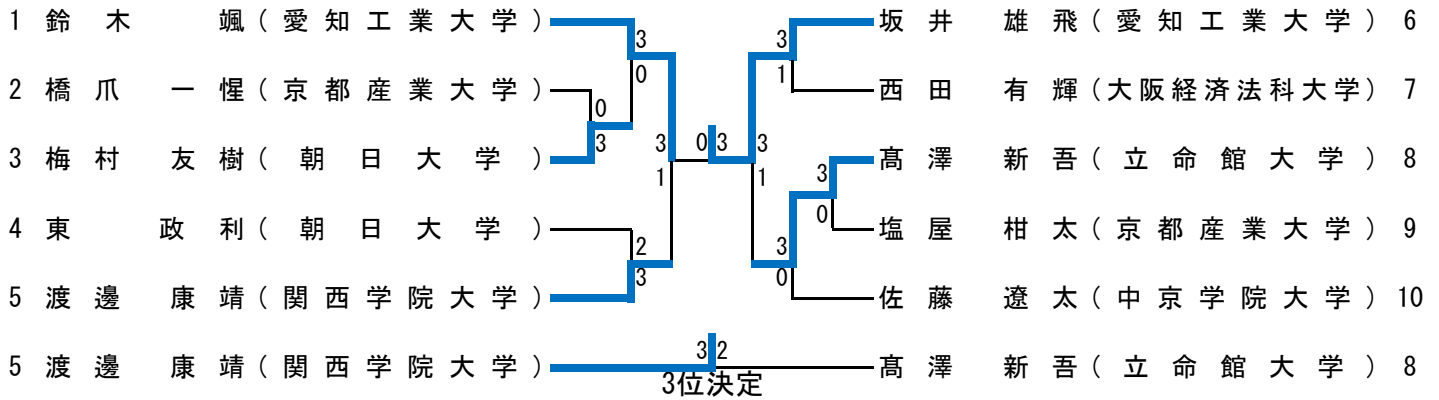 1 鈴木 颯(愛知工業大学)
2 橋爪 一惺(京都産業大学)
3 梅村 友樹(朝日大学)
4 東 政利(朝日大学)
5 渡邊 康靖(関西学院大学)
5 渡邊 康靖(関西学院大学)
3
0
0
3
2
3
3
1
0 3
3
1
3
1
3
0
3
0
3 2
3位決定
坂井 雄飛(愛知工業大学) 6
西田 有輝(大阪経済法科大学) 7
髙澤 新吾(立命館大学) 8
塩屋 柑太(京都産業大学) 9
佐藤 遼太(中京学院大学) 10
髙澤 新吾(立命館大学) 8